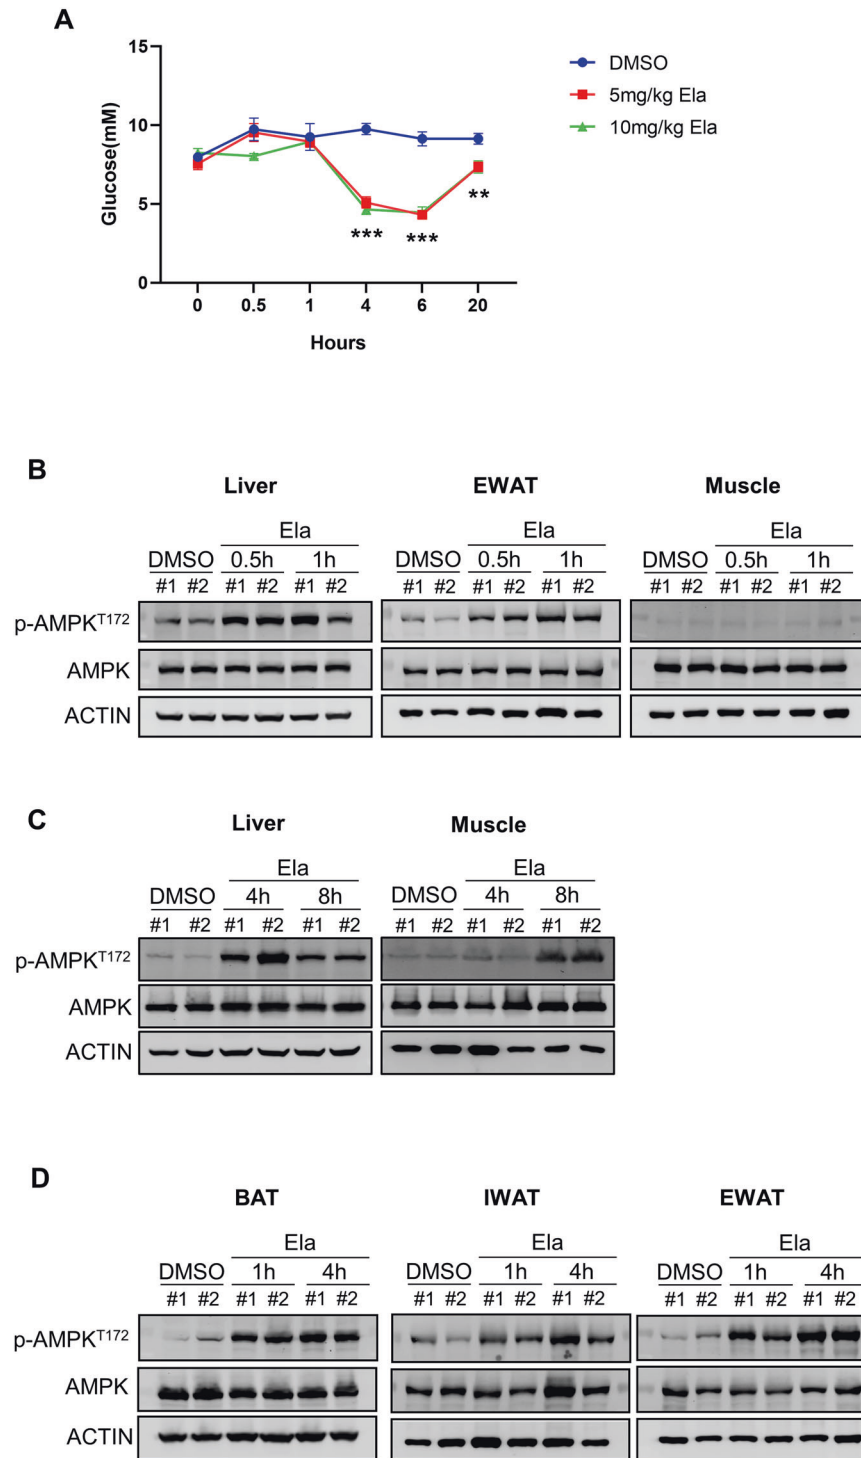 A
15
10
5
0
Glucose(mM)
0 0.5 1 4 6 20
Hours
*** *** **
DMSO
5mg/kg Ela
10mg/kg Ela
B
Liver EWAT Muscle
Ela Ela Ela
DMSO 0.5h 1h DMSO 0.5h 1h DMSO 0.5h 1h
#1 #2 #1 #2 #1 #2 #1 #2 #1 #2 #1 #2 #1 #2 #1 #2 #1 #2
p-AMPK^T172
AMPK
ACTIN
C
Liver Muscle
Ela Ela
DMSO 4h 8h DMSO 4h 8h
#1 #2 #1 #2 #1 #2 #1 #2 #1 #2 #1 #2
p-AMPK^T172
AMPK
ACTIN
D
BAT IWAT EWAT
Ela Ela Ela
DMSO 1h 4h DMSO 1h 4h DMSO 1h 4h
#1 #2 #1 #2 #1 #2 #1 #2 #1 #2 #1 #2 #1 #2 #1 #2 #1 #2
p-AMPK^T172
AMPK
ACTIN